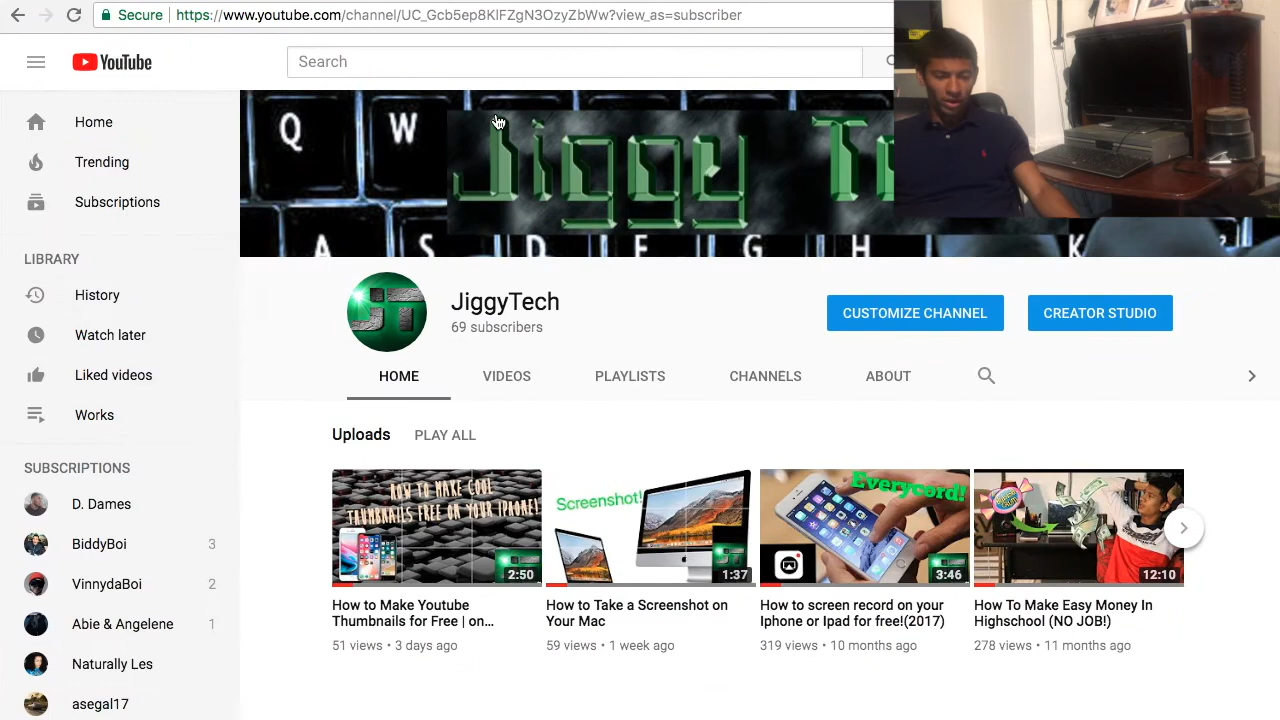 Secure
https://www.youtube.com/channel/UC_Gcb5ep8KlFZgN3OzyZbWw?view_as=subscriber
YouTube
Search
Home
Trending
Subscriptions
LIBRARY
History
Watch later
Liked videos
Works
SUBSCRIPTIONS
D. Dames
BiddyBoi 3
VinnydaBoi 2
Abie & Angelene 1
Naturally Les
asegal17
Q W
Jiggy
A S D F G H K
JT
JiggyTech
69 subscribers
CUSTOMIZE CHANNEL
CREATOR STUDIO
HOME VIDEOS PLAYLISTS CHANNELS ABOUT
Uploads PLAY ALL
HOW TO MAKE COOL
THUMBNAILS FREE ON YOUR IPHONE!
2:50
How to Make Youtube
Thumbnails for Free | on...
51 views • 3 days ago
Screenshot!
1:37
How to Take a Screenshot on
Your Mac
59 views • 1 week ago
Everycord!
3:46
How to screen record on your
Iphone or Ipad for free!(2017)
319 views • 10 months ago
12:10
How To Make Easy Money In
Highschool (NO JOB!)
278 views • 11 months ago